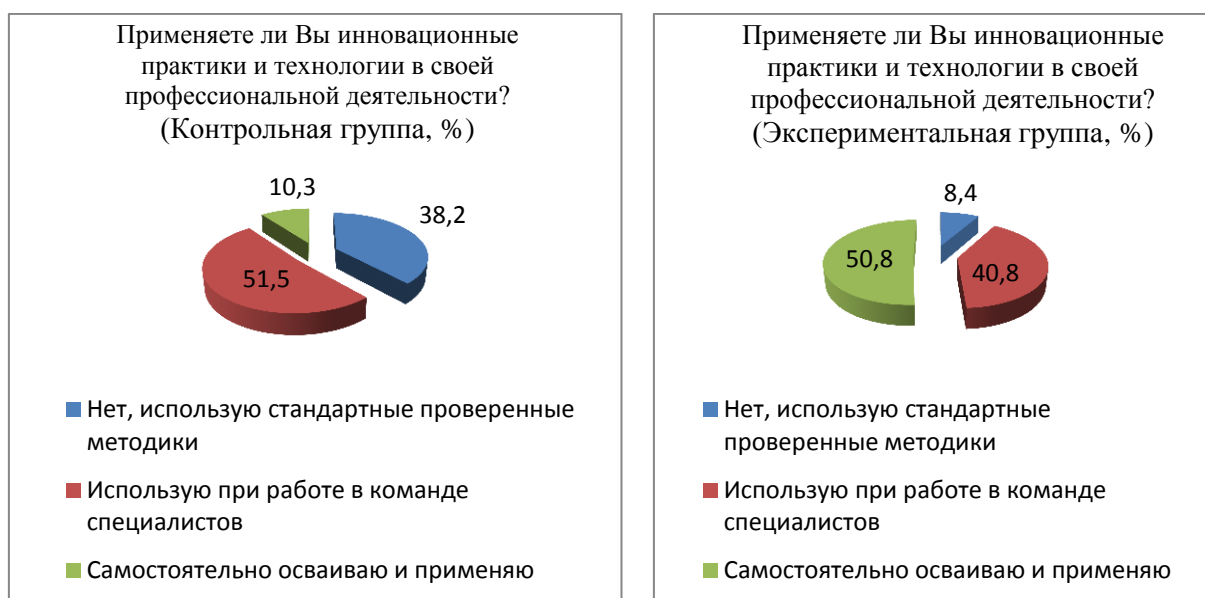 Применяете ли Вы инновационные
практики и технологии в своей
профессиональной деятельности?
(Контрольная группа, %)
10,3
38,2
51,5
Нет, использую стандартные проверенные
методики
Использую при работе в команде
специалистов
Самостоятельно осваиваю и применяю
Применяете ли Вы инновационные
практики и технологии в своей
профессиональной деятельности?
(Экспериментальная группа, %)
8,4
50,8
40,8
Нет, использую стандартные
проверенные методики
Использую при работе в команде
специалистов
Самостоятельно осваиваю и применяю